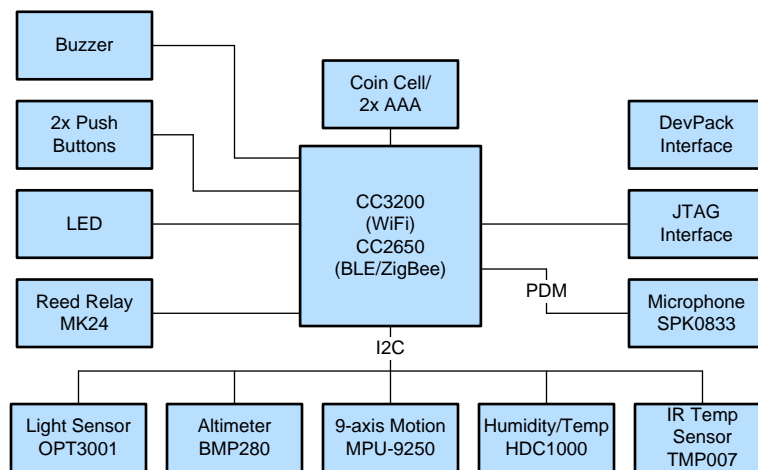 Buzzer
Coin Cell/
2x AAA
2x Push
Buttons
DevPack
Interface
CC3200
(WiFi)
CC2650
(BLE/ZigBee)
LED
JTAG
Interface
PDM
Reed Relay
MK24
Microphone
SPK0833
I2C
Light Sensor
OPT3001
Altimeter
BMP280
9-axis Motion
MPU-9250
Humidity/Temp
HDC1000
IR Temp
Sensor
TMP007